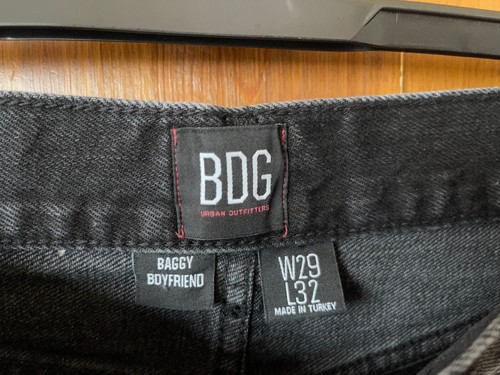 BDG
URBAN OUTFITTERS
BAGGY
BOYFRIEND
W29
L32
MADE IN TURKEY